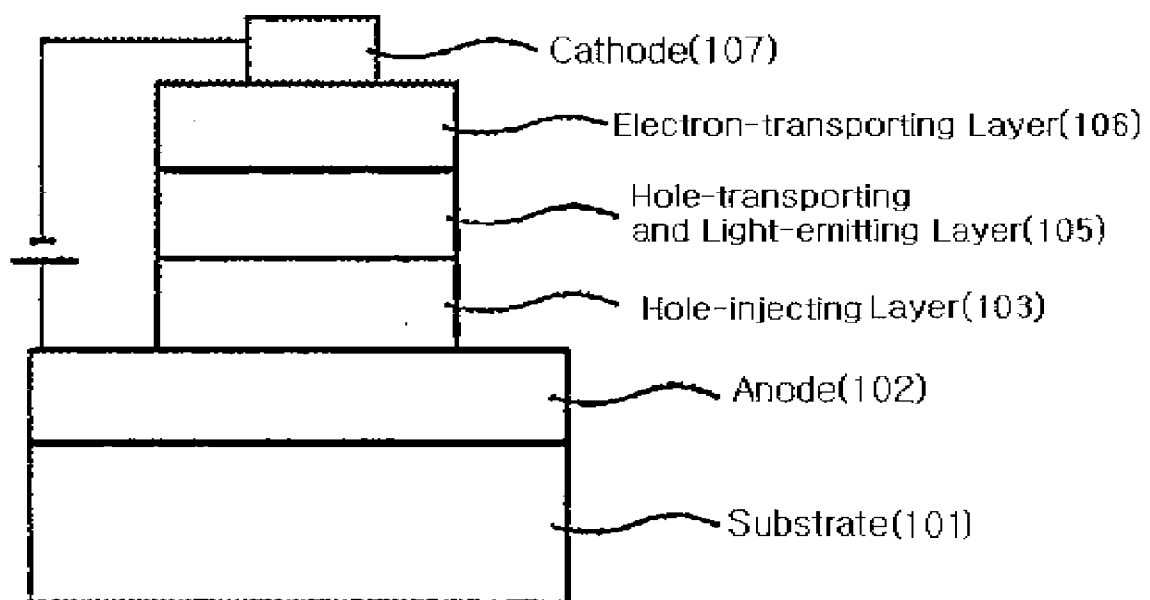 Cathode(107)
Electron-transporting Layer(106)
Hole-transporting
and Light-emitting Layer(105)
Hole-injecting Layer(103)
Anode(102)
Substrate(101)